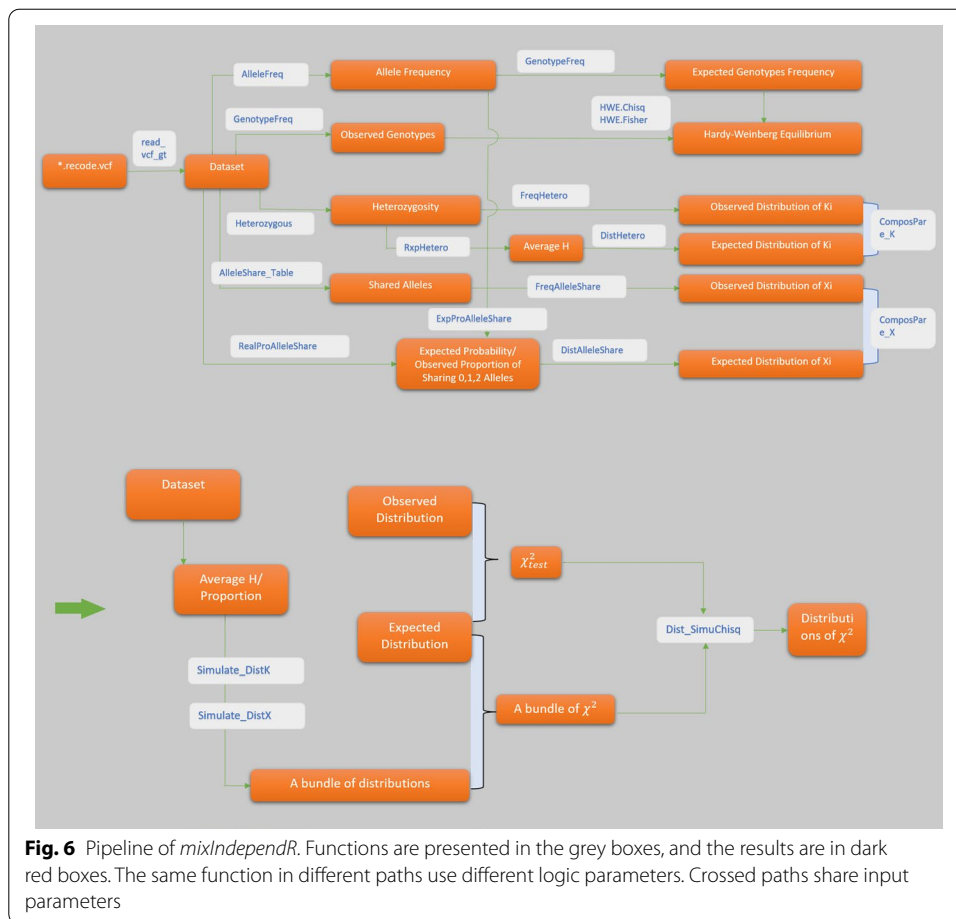 AlleleFreq
Allele Frequency
GenotypeFreq
Expected Genotypes Frequency
GenotypeFreq
Observed Genotypes
HWE.Chisq
HWE.Fisher
Hardy-Weinberg Equilibrium
*.recode.vcf
read_
vcf_gt
Dataset
Heterozygous
Heterozygosity
FreqHetero
Observed Distribution of Ki
RxpHetero
Average H
DistHetero
Expected Distribution of Ki
ComposPar
e_K
AlleleShare_Table
Shared Alleles
FreqAlleleShare
Observed Distribution of Xi
ExpProAlleleShare
RealProAlleleShare
Expected Probability/
Observed Proportion of
Sharing 0,1,2 Alleles
DistAlleleShare
Expected Distribution of Xi
ComposPar
e_X
Dataset
Average H/
Proportion
Simulate_DistK
Simulate_DistX
A bundle of distributions
Observed
Distribution
Expected
Distribution
χ²test
A bundle of χ²
Dist_SimuChisq
Distributi
ons of χ²
Fig. 6 Pipeline of mixIndependR. Functions are presented in the grey boxes, and the results are in dark
red boxes. The same function in different paths use different logic parameters. Crossed paths share input
parameters